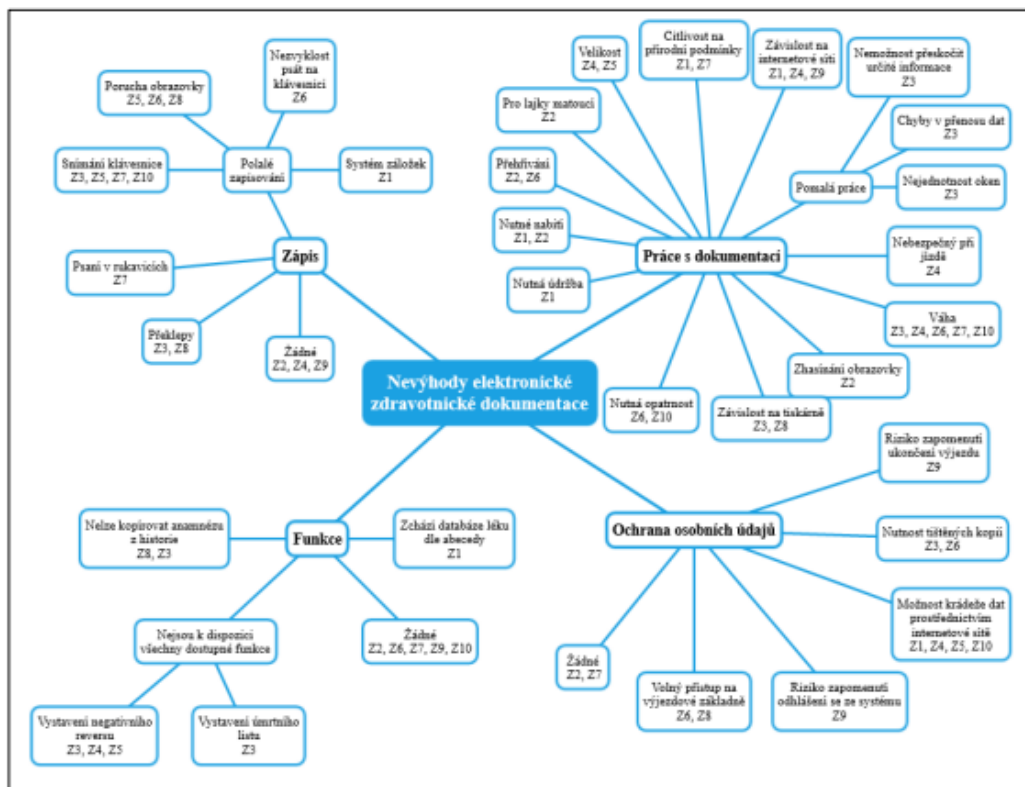 Nezvyklost
psát na
klávesnici
Z6
Porucha obrazovky
Z5, Z6, Z8
Snímání klávesnice
Z3, Z5, Z7, Z10
Polalé
zapisování
Systém záložek
Z1
Zápis
Psaní v rukavicích
Z7
Překlepy
Z3, Z8
Žádné
Z2, Z4, Z9
Velikost
Z4, Z5
Citlivost na
přírodní podmínky
Z1, Z7
Závislost na
internetové síti
Z1, Z4, Z9
Nemožnost přeskočit
určité informace
Z3
Pro lajky matoucí
Z2
Chyby v přenosu dat
Z3
Přehřívání
Z2, Z6
Pomalá práce
Nejednotnost oken
Z3
Nutné nabití
Z1, Z2
Práce s dokumentací
Nebezpečný při
jízdě
Z4
Nutná údržba
Z1
Váha
Z3, Z4, Z6, Z7, Z10
Zhasínání obrazovky
Z2
Nutná opatrnost
Z6, Z10
Závislost na tiskárně
Z3, Z8
Nevýhody elektronické
zdravotnické dokumentace
Nelze kopírovat anamnézu
z historie
Z8, Z3
Funkce
Zchází databáze léku
dle abecedy
Z1
Nejsou k dispozici
všechny dostupné funkce
Žádné
Z2, Z6, Z7, Z9, Z10
Vystavení negativního
reversu
Z3, Z4, Z5
Vystavení úmrtního
listu
Z3
Riziko zapomenutí
ukončení výjezdu
Z9
Ochrana osobních údajů
Nutnost tištěných kopií
Z3, Z6
Možnost krádeže dat
prostřednictvím
internetové sítě
Z1, Z4, Z5, Z10
Žádné
Z2, Z7
Volný přístup na
výjezdové základně
Z6, Z8
Riziko zapomenutí
odhlášení se ze systému
Z9